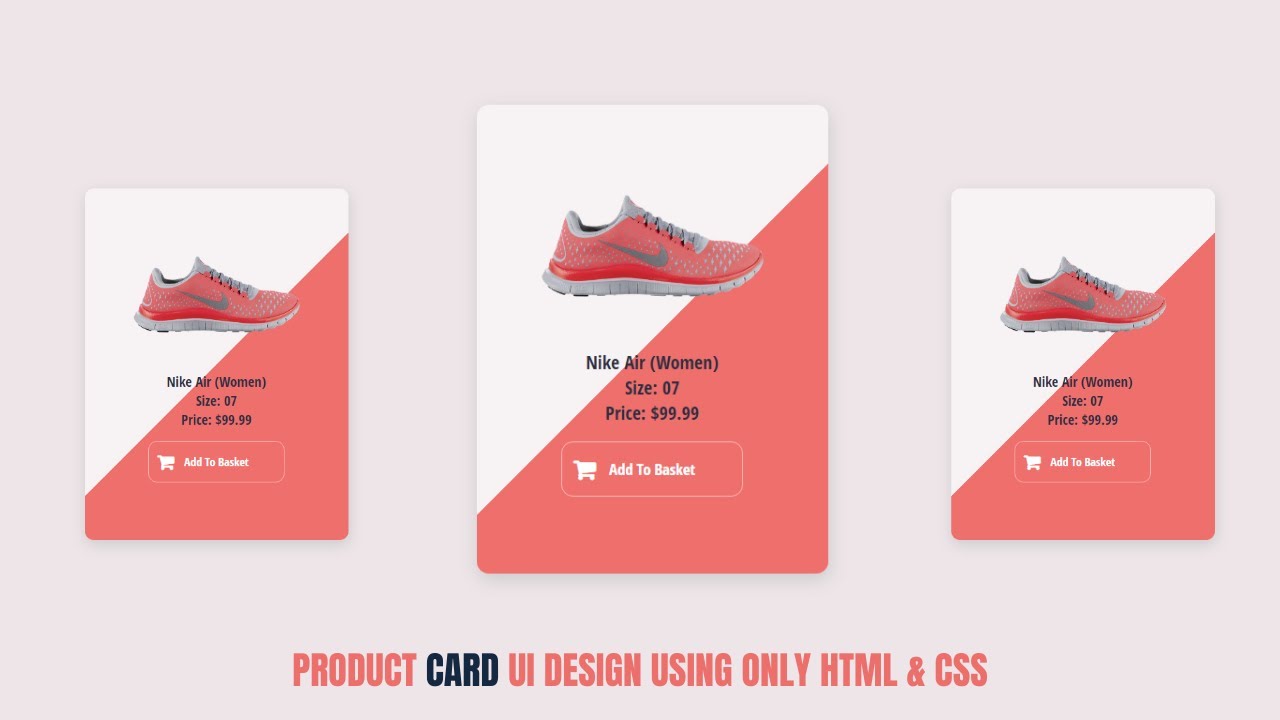 Nike Air (Women)
Size: 07
Price: $99.99
Add To Basket
Nike Air (Women)
Size: 07
Price: $99.99
Add To Basket
Nike Air (Women)
Size: 07
Price: $99.99
Add To Basket
PRODUCT CARD UI DESIGN USING ONLY HTML & CSS